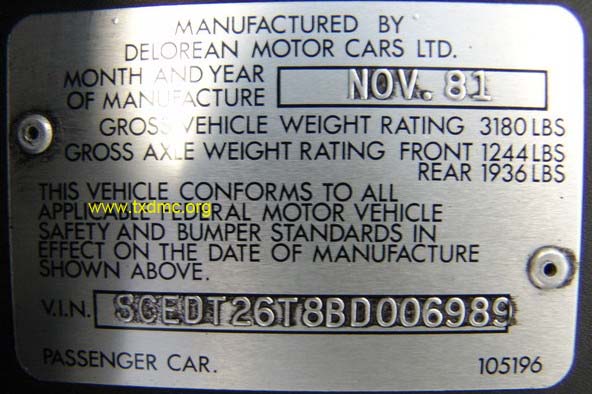 MANUFACTURED BY
DELOREAN MOTOR CARS LTD.
MONTH AND YEAR
OF MANUFACTURE NOV. 81
GROSS VEHICLE WEIGHT RATING 3180 LBS
GROSS AXLE WEIGHT RATING FRONT 1244 LBS
REAR 1936 LBS
THIS VEHICLE CONFORMS TO ALL
www.txdmc.org
APPLICABLE FEDERAL MOTOR VEHICLE
SAFETY AND BUMPER STANDARDS IN
EFFECT ON THE DATE OF MANUFACTURE
SHOWN ABOVE.
V.I.N. SCEDT26T8BD006989
PASSENGER CAR. 105196